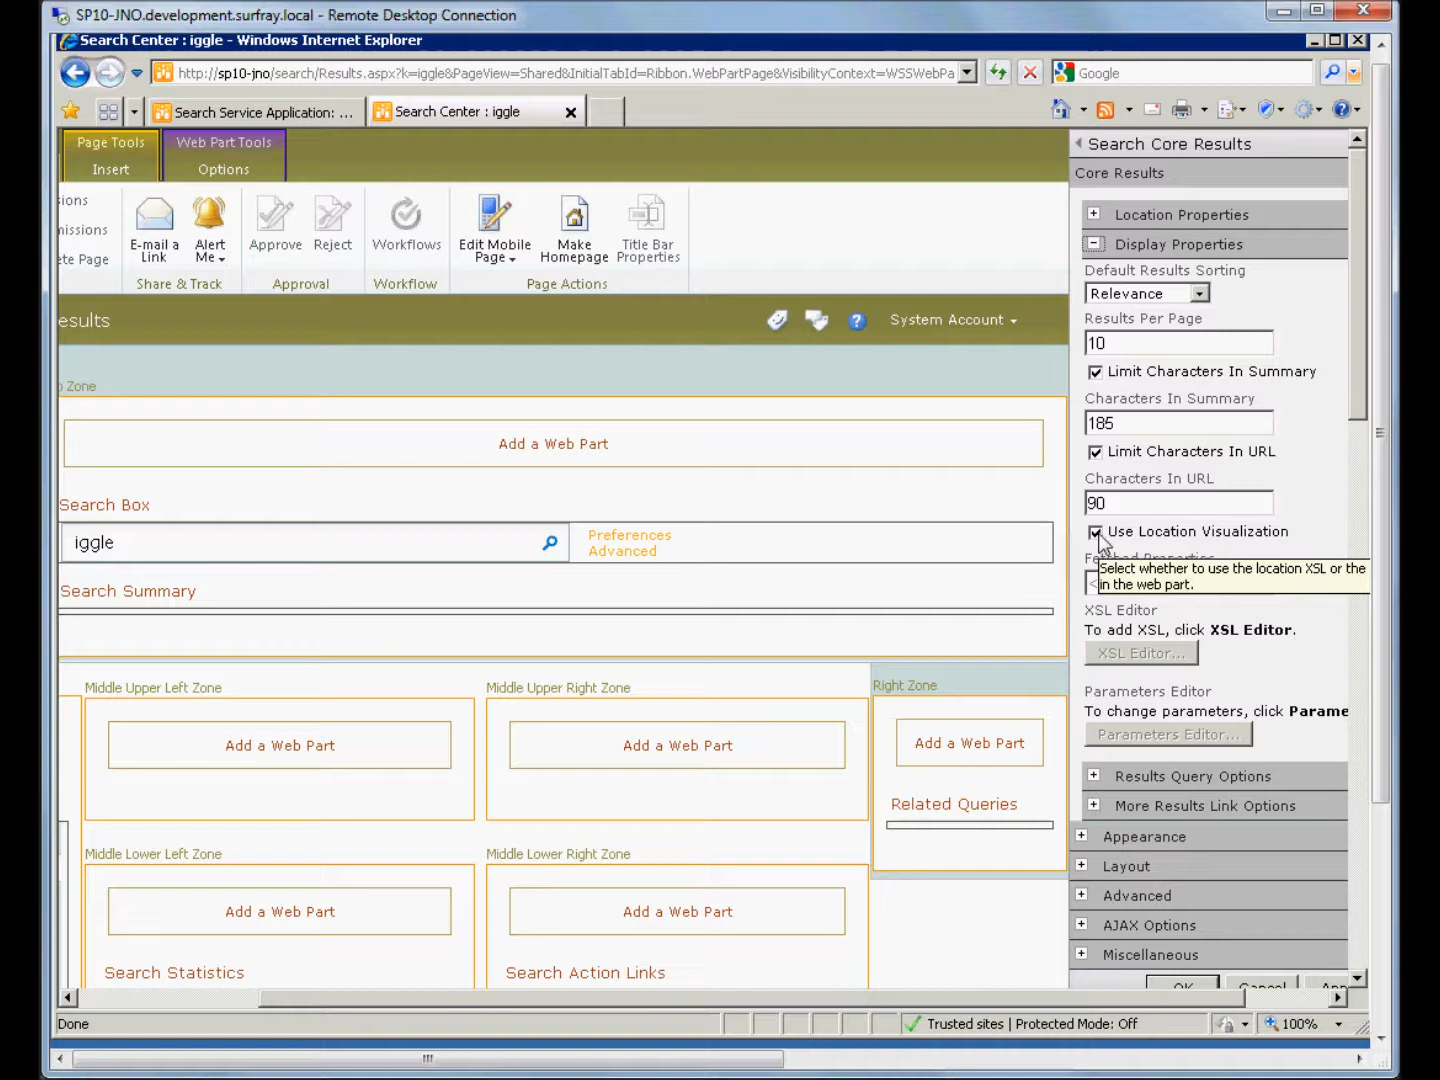 SP10-JNO.development.surfray.local - Remote Desktop Connection
Search Center : iggle - Windows Internet Explorer
http://sp10-jno/search/Results.aspx?k=iggle&PageView=Shared&InitialTabId=Ribbon.WebPartPage&VisibilityContext=WSSWebPa
Google
Search Service Application: ...
Search Center : iggle
Page Tools
Web Part Tools
Insert
Options
E-mail a Link
Alert Me
Approve
Reject
Workflows
Edit Mobile Page
Make Homepage
Title Bar Properties
ete Page
Share & Track
Approval
Workflow
Page Actions
esults
System Account
Zone
Add a Web Part
Search Box
iggle
Preferences
Advanced
Search Summary
Middle Upper Left Zone
Middle Upper Right Zone
Right Zone
Add a Web Part
Add a Web Part
Add a Web Part
Related Queries
Middle Lower Left Zone
Middle Lower Right Zone
Add a Web Part
Add a Web Part
Search Statistics
Search Action Links
Search Core Results
Core Results
Location Properties
Display Properties
Default Results Sorting
Relevance
Results Per Page
10
Limit Characters In Summary
Characters In Summary
185
Limit Characters In URL
Characters In URL
90
Use Location Visualization
Select whether to use the location XSL or the
in the web part.
XSL Editor
To add XSL, click XSL Editor.
XSL Editor...
Parameters Editor
To change parameters, click Parame
Parameters Editor...
Results Query Options
More Results Link Options
Appearance
Layout
Advanced
AJAX Options
Miscellaneous
OK
Cancel
Done
Trusted sites | Protected Mode: Off
100%